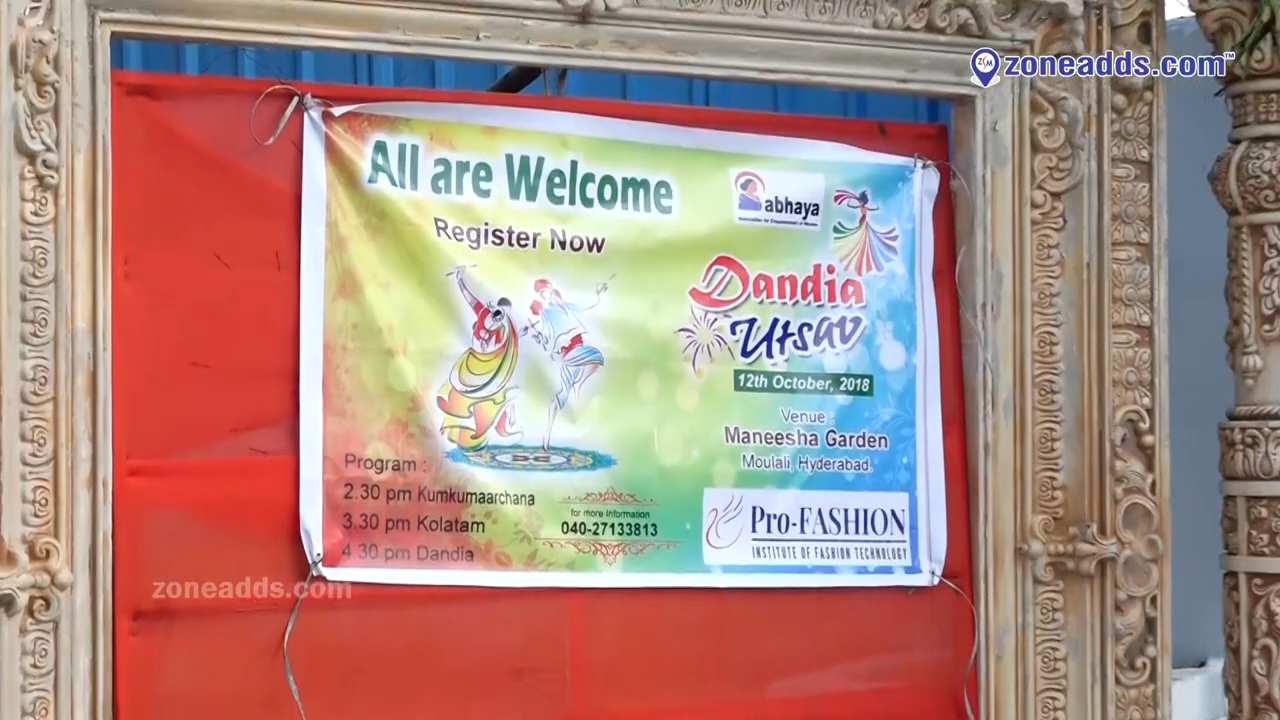 zoneadds.com™
All are Welcome
Register Now
abhaya
Dandia
Utsav
12th October, 2018
Venue :
Maneesha Garden
Moulali, Hyderabad.
Program :
2.30 pm Kumkumaarchana
3.30 pm Kolatam
4.30 pm Dandia
for more Information
040-27133813
Pro-FASHION
INSTITUTE OF FASHION TECHNOLOGY
zoneadds.com